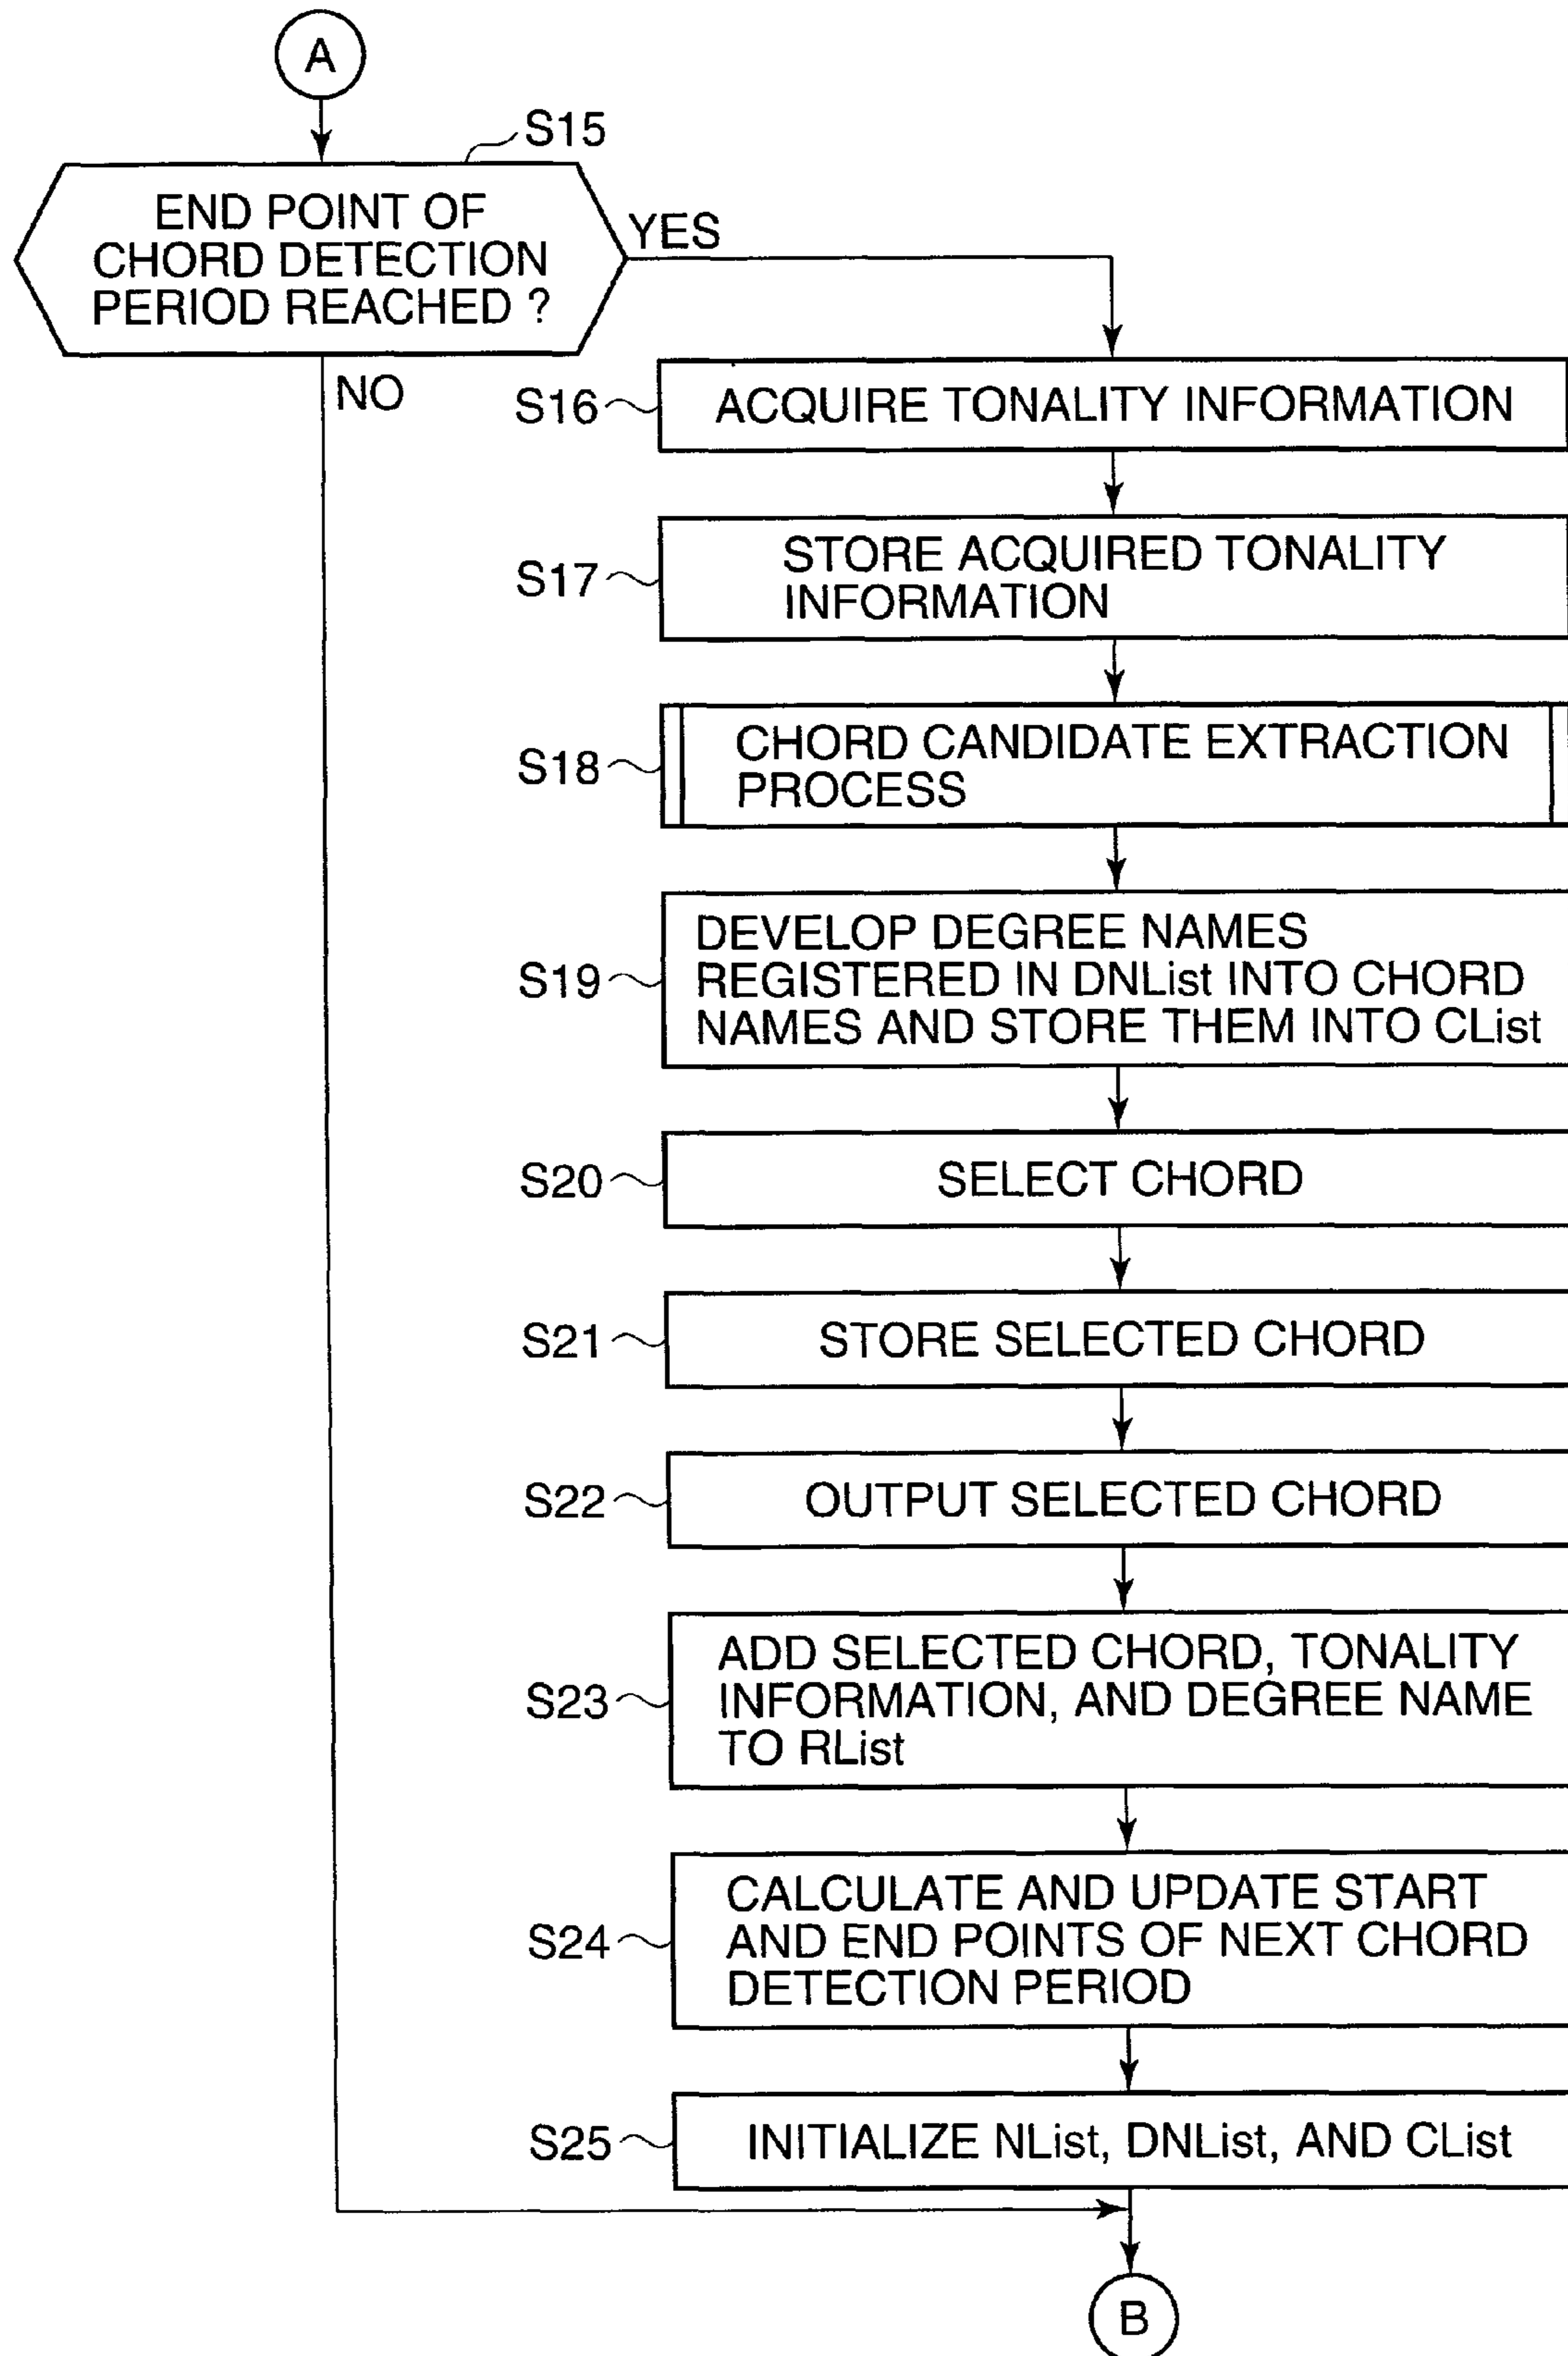 A
S15
END POINT OF
CHORD DETECTION
PERIOD REACHED ?
YES
NO
S16
ACQUIRE TONALITY INFORMATION
S17
STORE ACQUIRED TONALITY
INFORMATION
S18
CHORD CANDIDATE EXTRACTION
PROCESS
S19
DEVELOP DEGREE NAMES
REGISTERED IN DNList INTO CHORD
NAMES AND STORE THEM INTO CList
S20
SELECT CHORD
S21
STORE SELECTED CHORD
S22
OUTPUT SELECTED CHORD
S23
ADD SELECTED CHORD, TONALITY
INFORMATION, AND DEGREE NAME
TO RList
S24
CALCULATE AND UPDATE START
AND END POINTS OF NEXT CHORD
DETECTION PERIOD
S25
INITIALIZE NList, DNList, AND CList
B